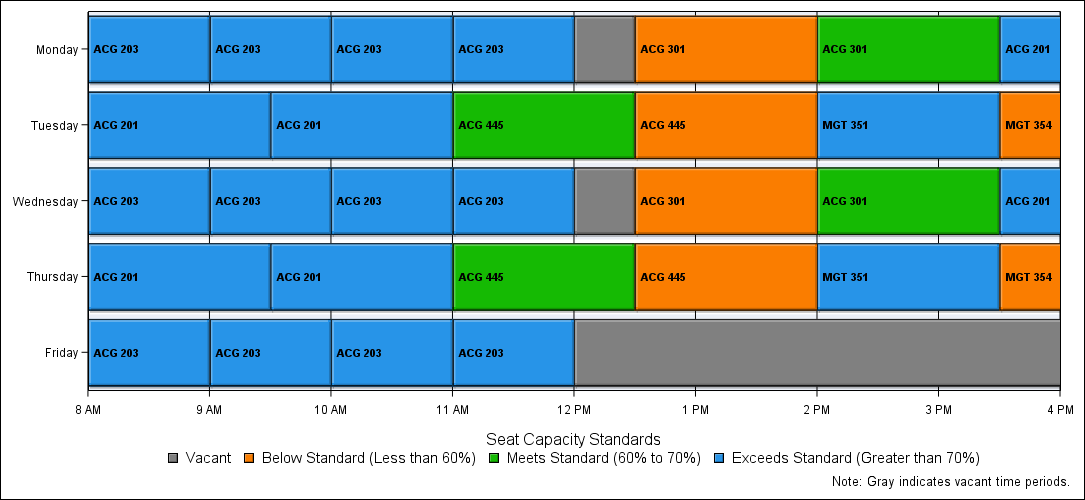 Monday ACG 203 ACG 203 ACG 203 ACG 203 ACG 301 ACG 301 ACG 201
Tuesday ACG 201 ACG 201 ACG 445 ACG 445 MGT 351 MGT 354
Wednesday ACG 203 ACG 203 ACG 203 ACG 203 ACG 301 ACG 301 ACG 201
Thursday ACG 201 ACG 201 ACG 445 ACG 445 MGT 351 MGT 354
Friday ACG 203 ACG 203 ACG 203 ACG 203
8 AM 9 AM 10 AM 11 AM 12 PM 1 PM 2 PM 3 PM 4 PM
Seat Capacity Standards
Vacant Below Standard (Less than 60%) Meets Standard (60% to 70%) Exceeds Standard (Greater than 70%)
Note: Gray indicates vacant time periods.